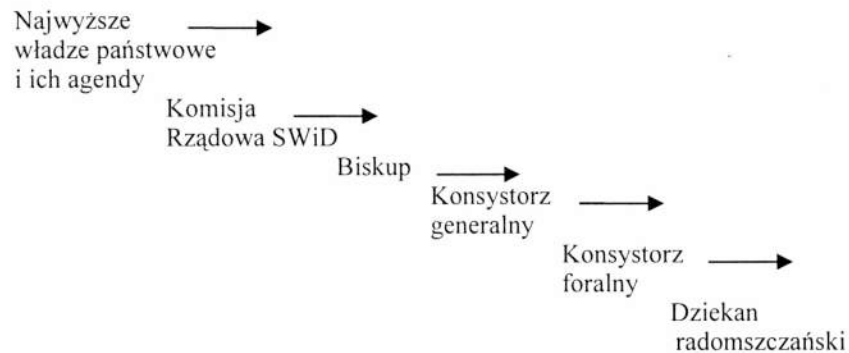 Najwyższe
władze państwowe
i ich agendy
Komisja
Rządowa SWiD
Biskup
Konsystorz
generalny
Konsystorz
foralny
Dziekan
radomszczański